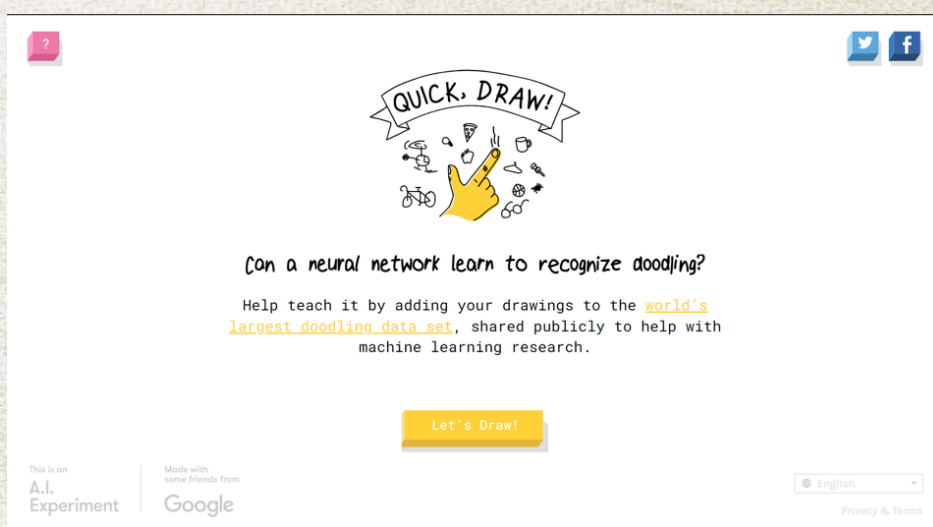 ?
QUICK, DRAW!
Can a neural network learn to recognize doodling?
Help teach it by adding your drawings to the world's
largest doodling data set, shared publicly to help with
machine learning research.
Let's Draw!
This is an
A.I.
Experiment
Made with
some friends from
Google
English
Privacy & Terms